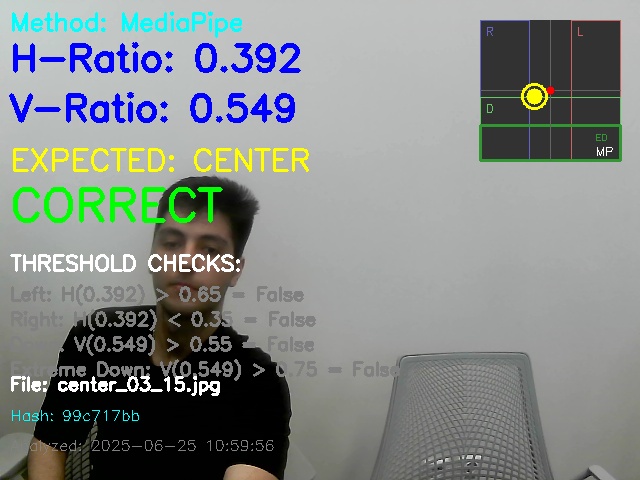 Method: MediaPipe
H-Ratio: 0.392
V-Ratio: 0.549
EXPECTED: CENTER
CORRECT
THRESHOLD CHECKS:
Left: H(0.392) > 0.65 = False
Right: H(0.392) < 0.35 = False
V(0.549) > 0.55 = False
Extreme Down: V(0.549) > 0.75 = False
File: center_03_15.jpg
Hash: 99c717bb
2025-06-25 10:59:56
R
L
D
ED
MP